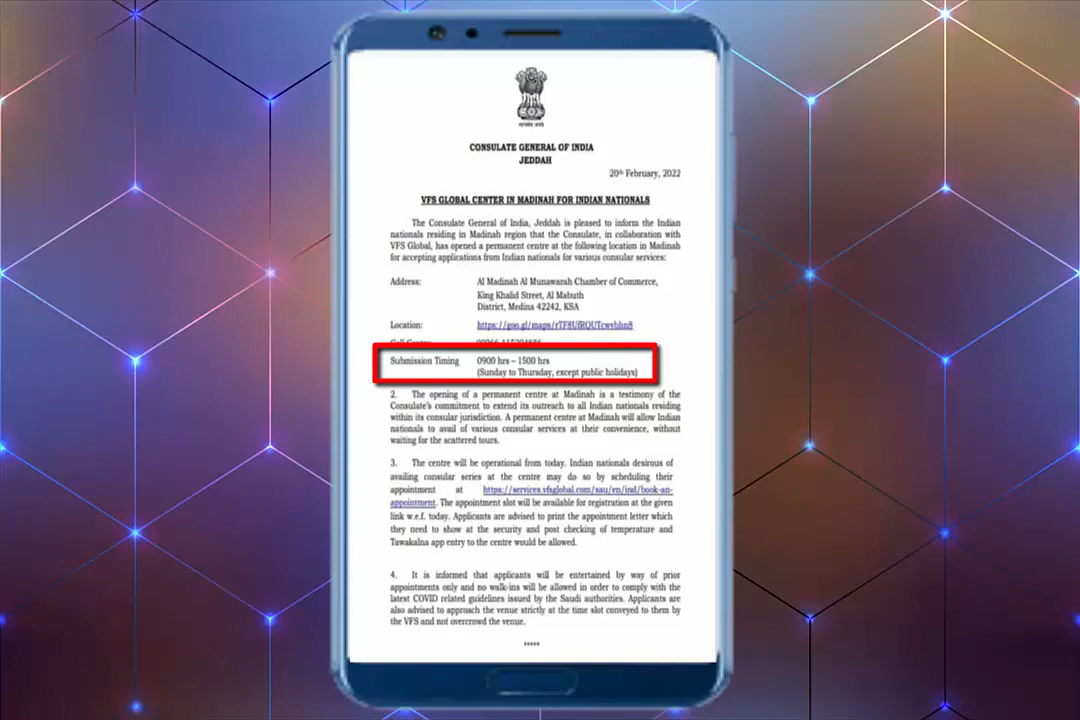 CONSULATE GENERAL OF INDIA
JEDDAH
20th February, 2022
VFS GLOBAL CENTER IN MADINAH FOR INDIAN NATIONALS
The Consulate General of India, Jeddah is pleased to inform the Indian
nationals residing in Madinah region that the Consulate, in collaboration with
VFS Global, has opened a permanent centre at the following location in Madinah
for accepting applications from Indian nationals for various consular services:
Address: Al Madinah Al Munawarah Chamber of Commerce,
King Khalid Street, Al Mabuth
District, Medina 42242, KSA
Location: https://goo.gl/maps/
Submission Timing 0900 hrs – 1500 hrs
(Sunday to Thursday, except public holidays)
2. The opening of a permanent centre at Madinah is a testimony of the
Consulate's commitment to extend its outreach to all Indian nationals residing
within its consular jurisdiction. A permanent centre at Madinah will allow Indian
nationals to avail of various consular services at their convenience, without
waiting for the scattered tours.
3. The centre will be operational from today. Indian nationals desirous of
availing consular series at the centre may do so by scheduling their
appointment at https://services.vfsglobal.com/sau/en/ind/book-an-
appointment. The appointment slot will be available for registration at the given
link w.e.f. today. Applicants are advised to print the appointment letter which
they need to show at the security and post checking of temperature and
Tawakalna app entry to the centre would be allowed.
4. It is informed that applicants will be entertained by way of prior
appointments only and no walk-ins will be allowed in order to comply with the
latest COVID related guidelines issued by the Saudi authorities. Applicants are
also advised to approach the venue strictly at the time slot conveyed to them by
the VFS and not overcrowd the venue.
*****